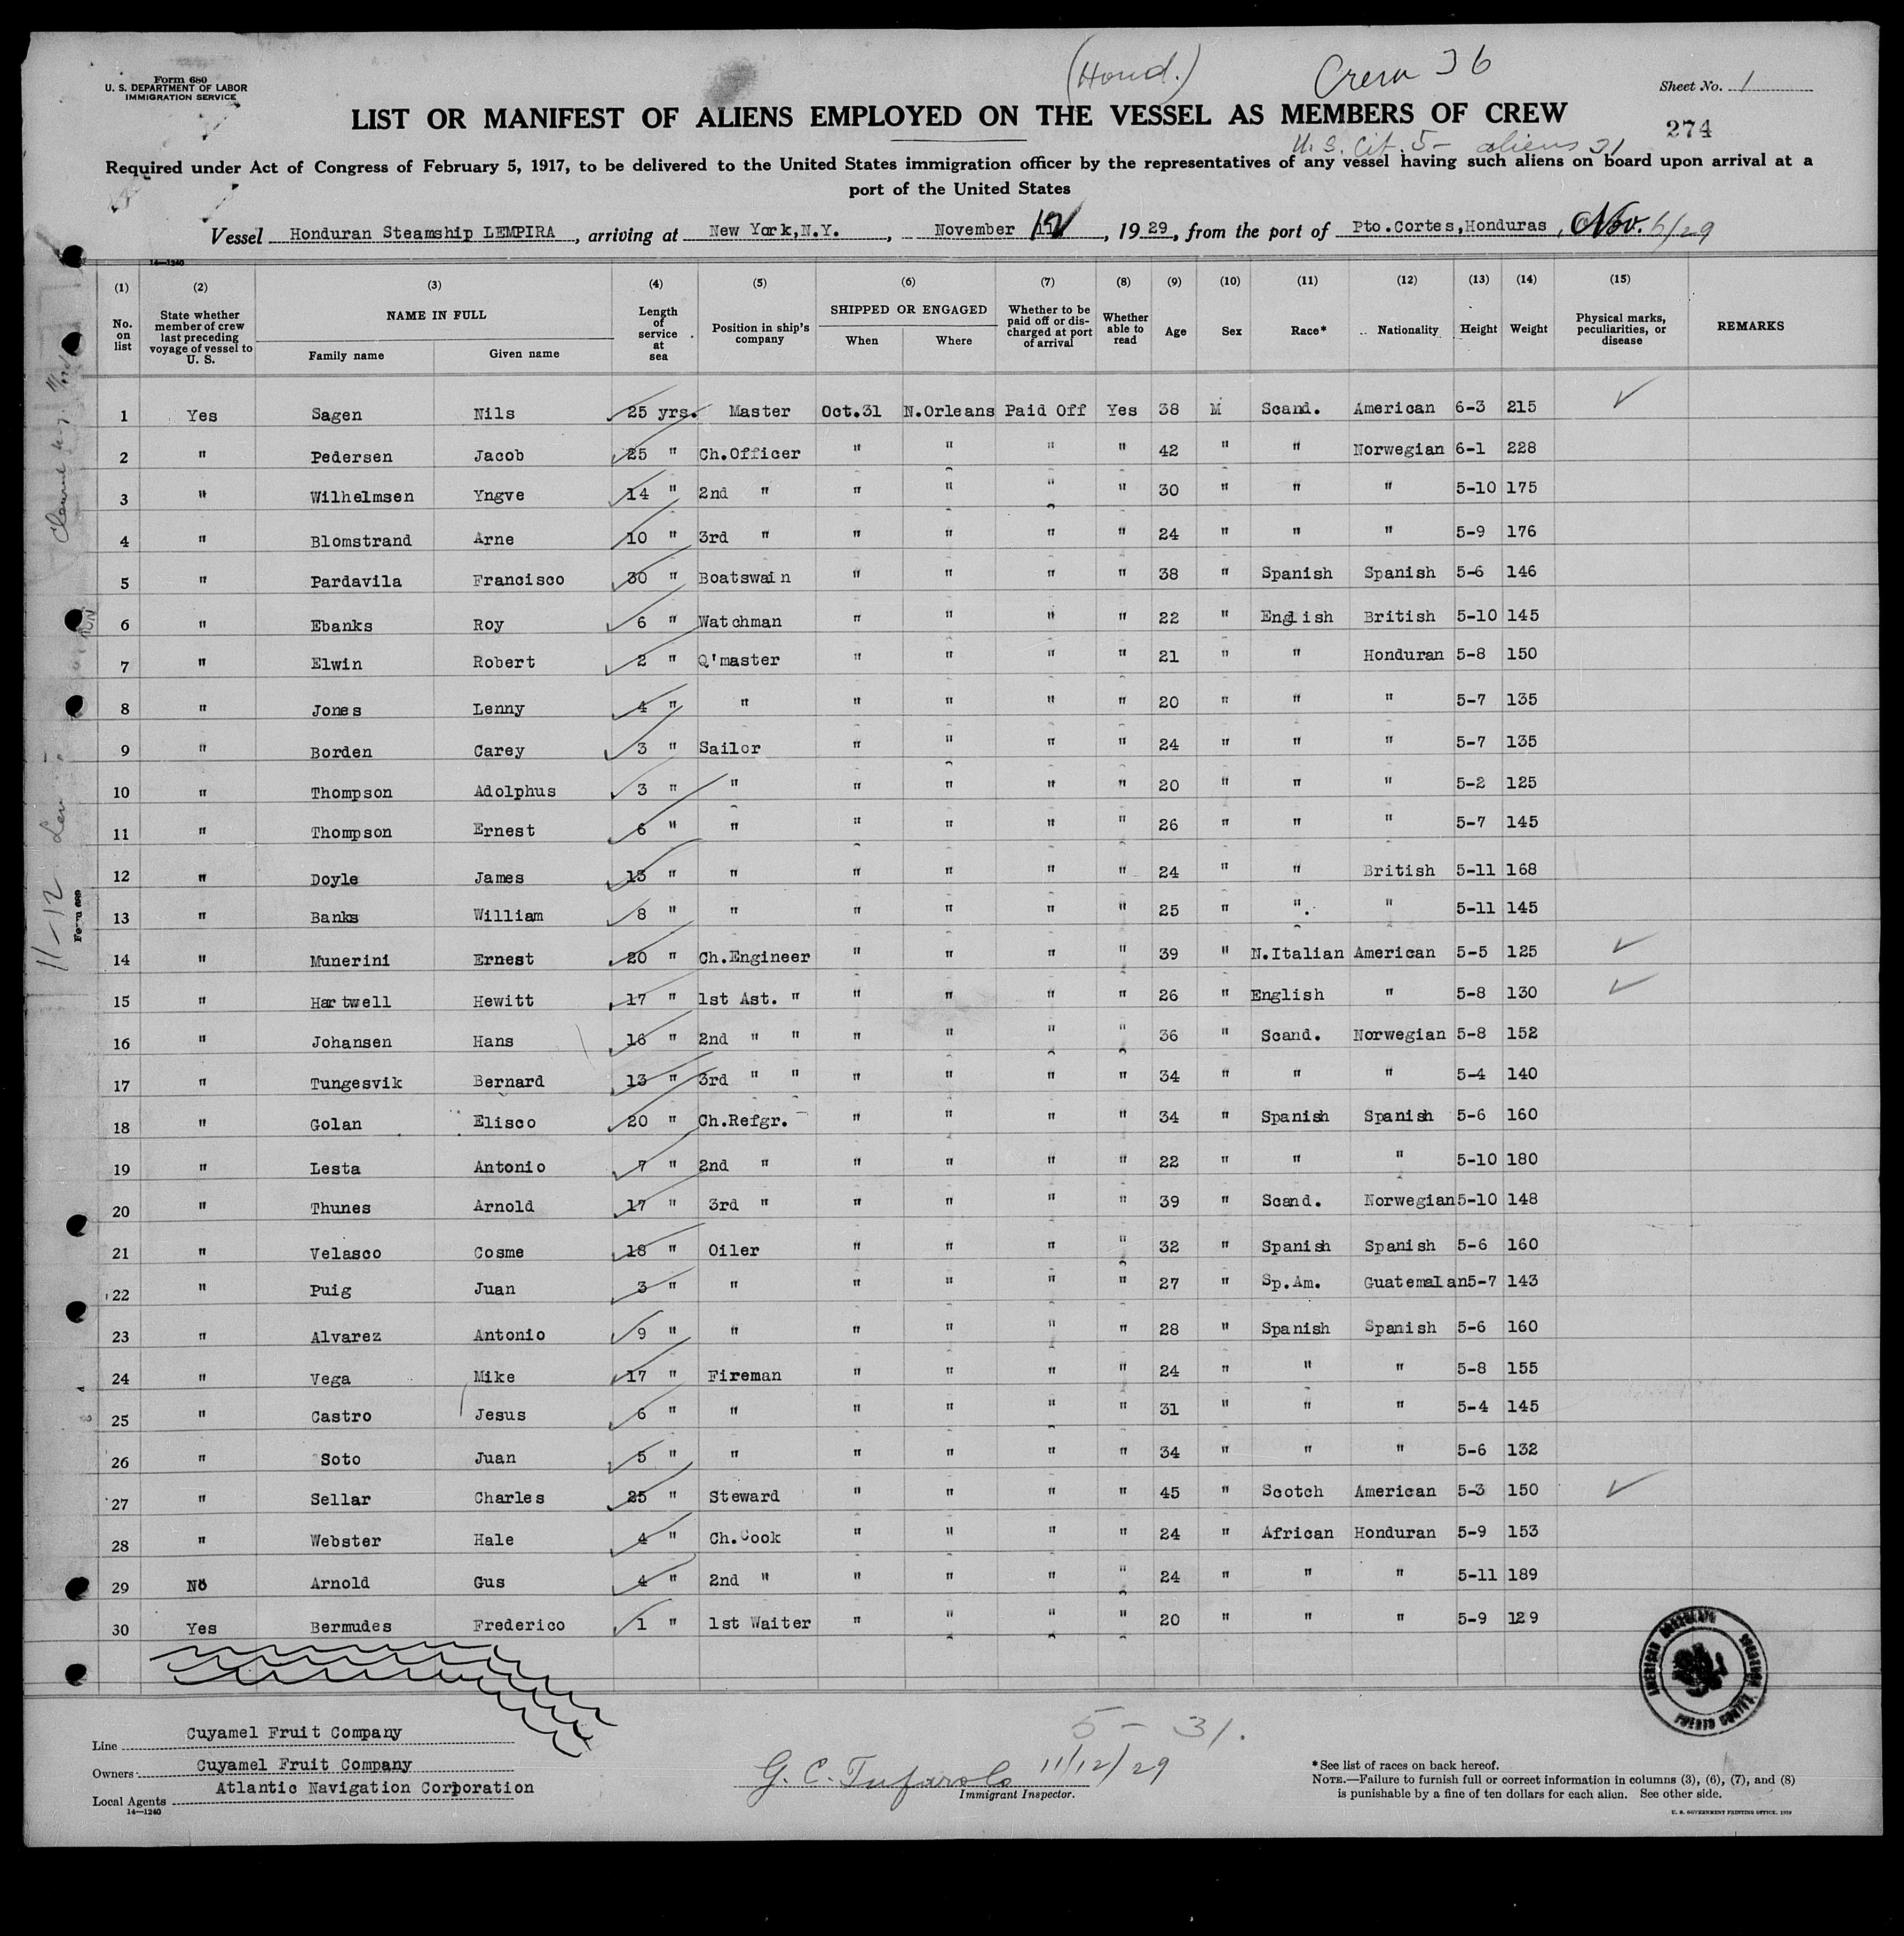 Form 680
U. S. DEPARTMENT OF LABOR
IMMIGRATION SERVICE
(Hond.)
Crew 36
Sheet No. 1
LIST OR MANIFEST OF ALIENS EMPLOYED ON THE VESSEL AS MEMBERS OF CREW
274
U.S. Cit. 5- aliens 31
Required under Act of Congress of February 5, 1917, to be delivered to the United States immigration officer by the representatives of any vessel having such aliens on board upon arrival at a
port of the United States
Vessel Honduran Steamship LEMPIRA, arriving at New York,N.Y., November 12, 1929, from the port of Pto.Cortes,Honduras, Nov. 6/29
14—1240
(1) (2) (3) (4) (5) (6) (7) (8) (9) (10) (11) (12) (13) (14) (15)
No. on list State whether member of crew last preceding voyage of vessel to U. S. NAME IN FULL Family name Given name Length of service at sea Position in ship's company SHIPPED OR ENGAGED When Where Whether to be paid off or discharged at port of arrival Whether able to read Age Sex Race* Nationality Height Weight Physical marks, peculiarities, or disease REMARKS
1 Yes Sagen Nils 25 yrs. Master Oct.31 N.Orleans Paid Off Yes 38 M Scand. American 6-3 215 ✓
2 " Pedersen Jacob 25 " Ch.Officer " " " " 42 " " Norwegian 6-1 228
3 " Wilhelmsen Yngve 14 " 2nd " " " " " 30 " " " 5-10 175
4 " Blomstrand Arne 10 " 3rd " " " " " 24 " " " 5-9 176
5 " Pardavila Francisco 30 " Boatswain " " " " 38 " Spanish Spanish 5-6 146
6 " Ebanks Roy 6 " Watchman " " " " 22 " English British 5-10 145
7 " Elwin Robert 2 " Q'master " " " " 21 " " Honduran 5-8 150
8 " Jones Lenny 4 " " " " " " 20 " " " 5-7 135
9 " Borden Carey 3 " Sailor " " " " 24 " " " 5-7 135
10 " Thompson Adolphus 3 " " " " " " 20 " " " 5-2 125
11 " Thompson Ernest 6 " " " " " " 26 " " " 5-7 145
12 " Doyle James 13 " " " " " " 24 " " British 5-11 168
13 " Banks William 8 " " " " " " 25 " ". " 5-11 145
14 " Munerini Ernest 20 " Ch.Engineer " " " " 39 " N.Italian American 5-5 125 ✓
15 " Hartwell Hewitt 17 " 1st Ast. " " " " " 26 " English " 5-8 130 ✓
16 " Johansen Hans 16 " 2nd " " " " " " 36 " Scand. Norwegian 5-8 152
17 " Tungesvik Bernard 13 " 3rd " " " " " " 34 " " " 5-4 140
18 " Golan Elisco 20 " Ch.Refgr. " " " " 34 " Spanish Spanish 5-6 160
19 " Lesta Antonio 7 " 2nd " " " " " 22 " " " 5-10 180
20 " Thunes Arnold 17 " 3rd " " " " " 39 " Scand. Norwegian 5-10 148
21 " Velasco Cosme 18 " Oiler " " " " 32 " Spanish Spanish 5-6 160
22 " Puig Juan 3 " " " " " " 27 " Sp.Am. Guatemalan 5-7 143
23 " Alvarez Antonio 9 " " " " " " 28 " Spanish Spanish 5-6 160
24 " Vega Mike 17 " Fireman " " " " 24 " " " 5-8 155
25 " Castro Jesus 6 " " " " " " 31 " " " 5-4 145
26 " Soto Juan 5 " " " " " " 34 " " " 5-6 132
27 " Sellar Charles 25 " Steward " " " " 45 " Scotch American 5-3 150 ✓
28 " Webster Hale 4 " Ch.Cook " " " " 24 " African Honduran 5-9 153
29 No Arnold Gus 4 " 2nd " " " " " 24 " " " 5-11 189
30 Yes Bermudes Frederico 1 " 1st Waiter " " " " 20 " " " 5-9 129
11-12
AMERICAN CONSULATE
PUERTO CORTES
5 - 31.
Line Cuyamel Fruit Company
Owners Cuyamel Fruit Company
Local Agents Atlantic Navigation Corporation
14—1240
G. C. Tufarolo 11/12/29
Immigrant Inspector.
*See list of races on back hereof.
NOTE.—Failure to furnish full or correct information in columns (3), (6), (7), and (8)
is punishable by a fine of ten dollars for each alien. See other side.
U. S. GOVERNMENT PRINTING OFFICE, 1929